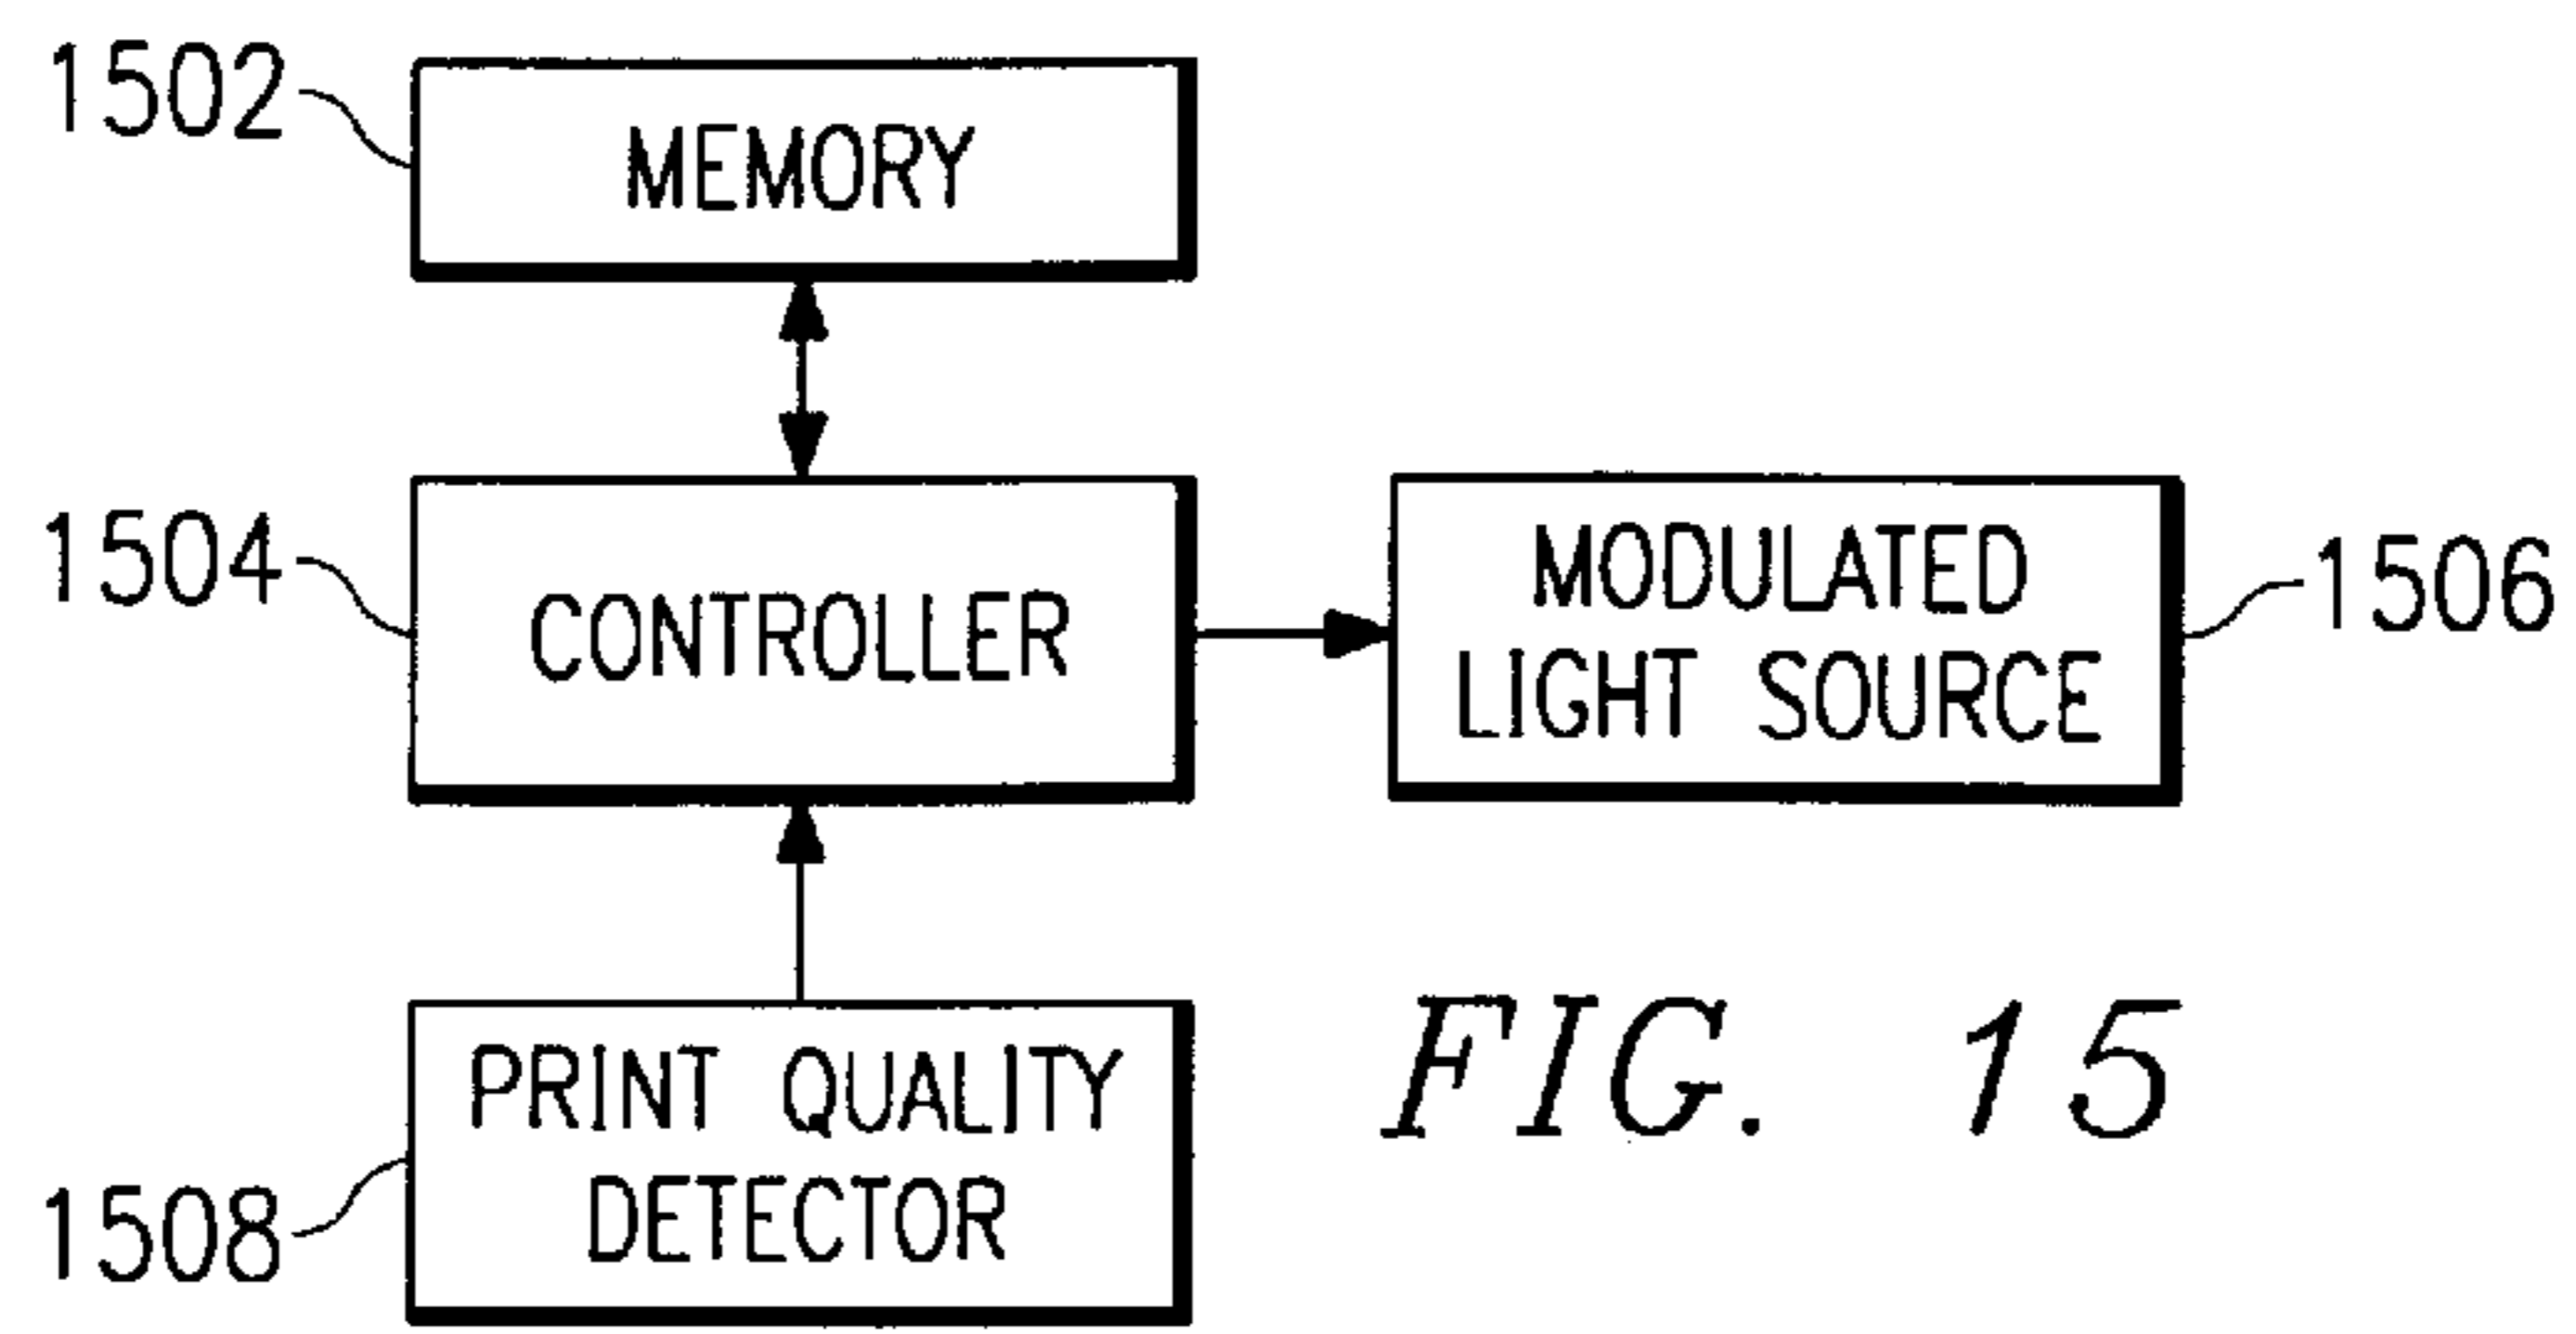 1502
MEMORY
1504
CONTROLLER
MODULATED
LIGHT SOURCE
1506
PRINT QUALITY
DETECTOR
1508
FIG. 15